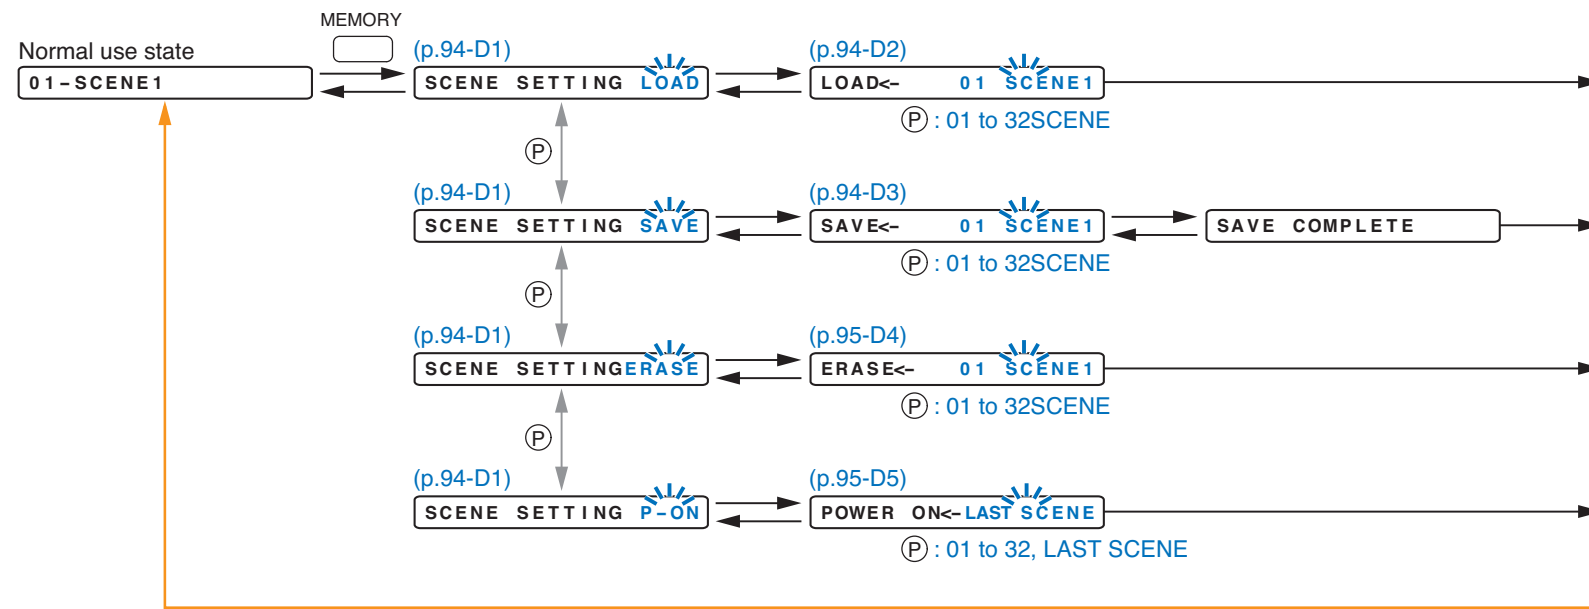 MEMORY
Normal use state
(p.94-D1)
(p.94-D2)
01-SCENE1
SCENE SETTING LOAD
LOAD<- 01 SCENE1
P : 01 to 32SCENE
P
(p.94-D1)
(p.94-D3)
SCENE SETTING SAVE
SAVE<- 01 SCENE1
SAVE COMPLETE
P : 01 to 32SCENE
P
(p.94-D1)
(p.95-D4)
SCENE SETTINGERASE
ERASE<- 01 SCENE1
P : 01 to 32SCENE
P
(p.94-D1)
(p.95-D5)
SCENE SETTING P-ON
POWER ON<-LAST SCENE
P : 01 to 32, LAST SCENE